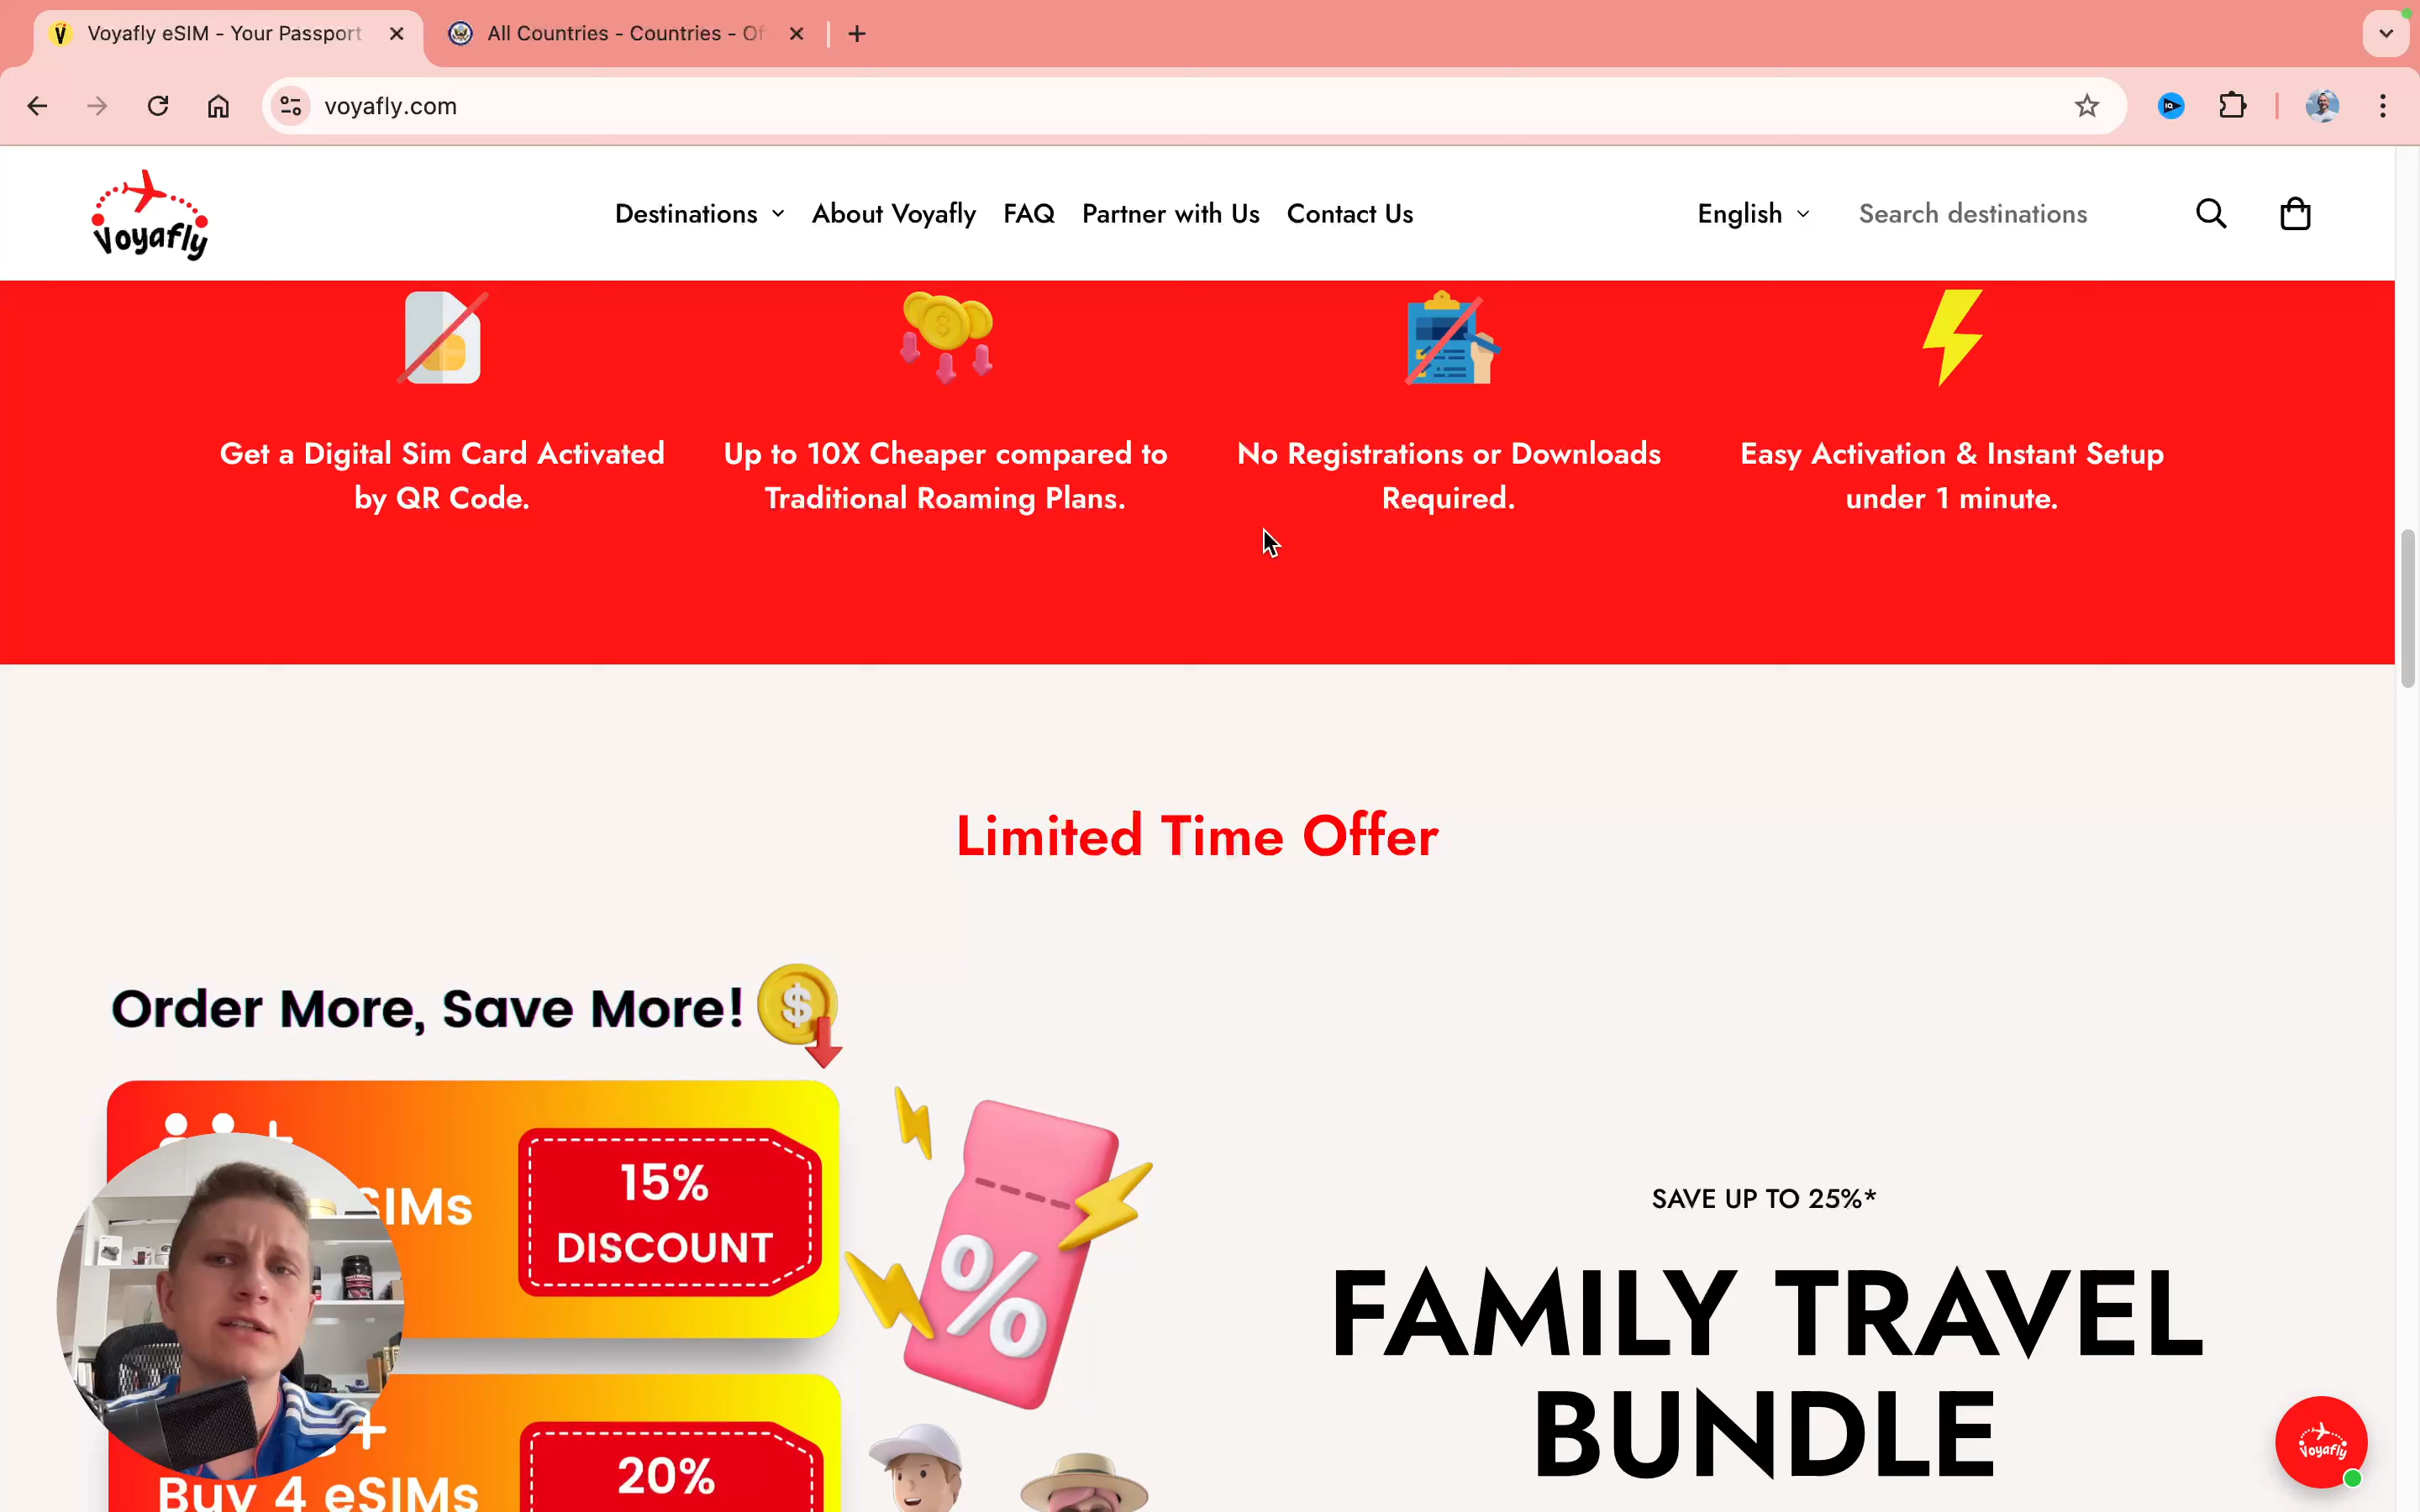 Voyafly eSIM - Your Passport
All Countries - Countries - Of
voyafly.com
Voyafly
Destinations
About Voyafly
FAQ
Partner with Us
Contact Us
English
Search destinations
Get a Digital Sim Card Activated
by QR Code.
Up to 10X Cheaper compared to
Traditional Roaming Plans.
No Registrations or Downloads
Required.
Easy Activation & Instant Setup
under 1 minute.
Limited Time Offer
Order More, Save More!
eSIMs
15%
DISCOUNT
Buy 4 eSIMs
20%
SAVE UP TO 25%*
FAMILY TRAVEL
BUNDLE
Voyafly